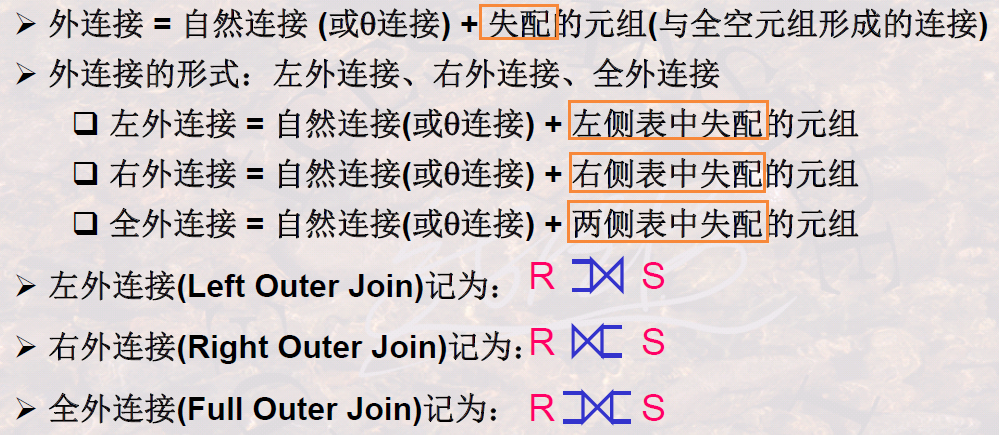 ➢ 外连接 = 自然连接 (或θ连接) + 失配的元组(与全空元组形成的连接)
➢ 外连接的形式：左外连接、右外连接、全外连接
❑ 左外连接 = 自然连接(或θ连接) + 左侧表中失配的元组
❑ 右外连接 = 自然连接(或θ连接) + 右侧表中失配的元组
❑ 全外连接 = 自然连接(或θ连接) + 两侧表中失配的元组
➢ 左外连接(Left Outer Join)记为： R ⟕ S
➢ 右外连接(Right Outer Join)记为： R ⟖ S
➢ 全外连接(Full Outer Join)记为： R ⟗ S